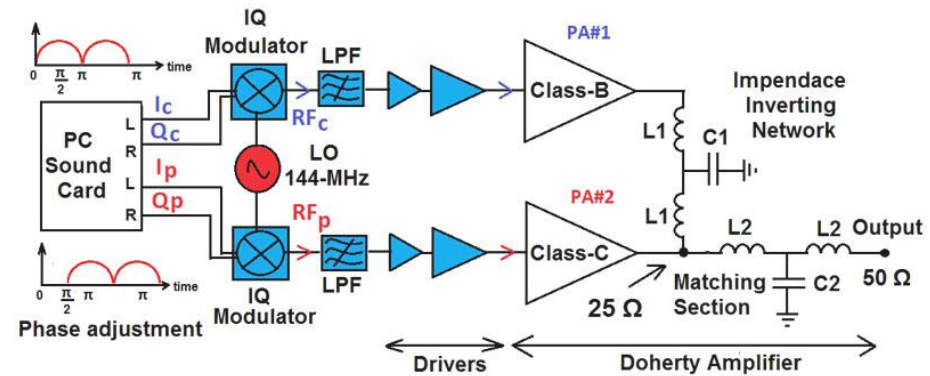 IQ
Modulator
LPF
PA#1
Class-B
Impendace
Inverting
Network
0 π/2 π π time
PC
Sound
Card
L
R
L
R
Ic
Qc
Ip
Qp
RFc
LO
144-MHz
RFp
L1
C1
L1
PA#2
Class-C
L2
L2
Output
50 Ω
C2
25 Ω
Matching
Section
0 π/2 π π time
Phase adjustment
IQ
Modulator
LPF
Drivers
Doherty Amplifier